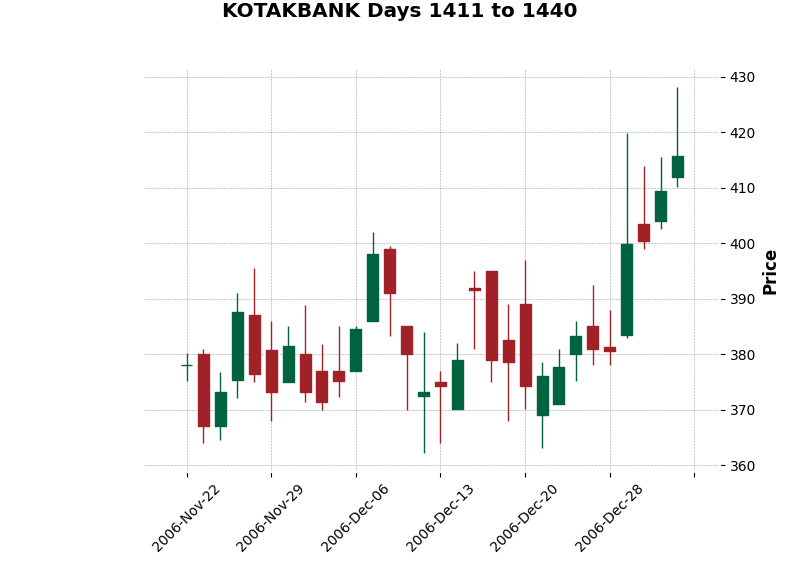 KOTAKBANK Days 1411 to 1440
430
420
410
400
390
380
370
360
Price
2006-Nov-22
2006-Nov-29
2006-Dec-06
2006-Dec-13
2006-Dec-20
2006-Dec-28